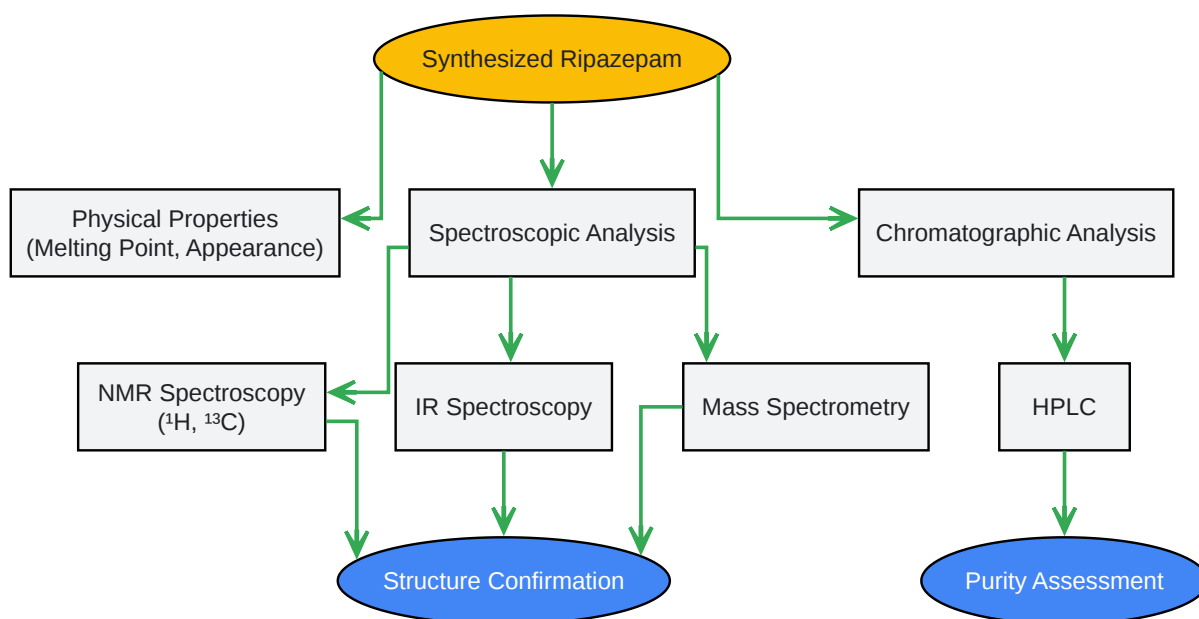 Synthesized Ripazepam
Physical Properties
(Melting Point, Appearance)
Spectroscopic Analysis
Chromatographic Analysis
NMR Spectroscopy
(¹H, ¹³C)
IR Spectroscopy
Mass Spectrometry
HPLC
Structure Confirmation
Purity Assessment